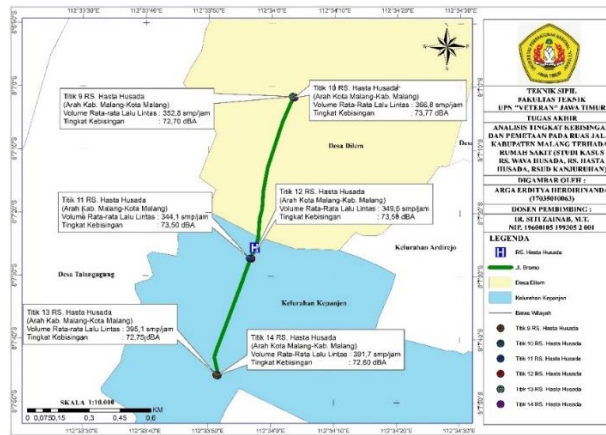 112°33'30"E 112°33'40"E 112°33'50"E 112°34'0"E 112°34'10"E 112°34'20"E 112°34'30"E
Titik 9 RS. Hasta Husada
(Arah Kab. Malang-Kota Malang)
Volume Rata-rata Lalu Lintas : 352,8 smp/jam
Tingkat Kebisingan : 72,70 dBA
Titik 10 RS. Hasta Husada
(Arah Kota Malang-Kab. Malang)
Volume Rata-Rata Lalu Lintas : 366,8 smp/jam
Tingkat Kebisingan : 73,77 dBA
Desa Dilem
Titik 11 RS. Hasta Husada
(Arah Kab. Malang-Kota Malang)
Volume Rata-rata Lalu Lintas : 344,1 smp/jam
Tingkat Kebisingan : 73,50 dBA
Titik 12 RS. Hasta Husada
(Arah Kota Malang-Kab. Malang)
Volume Rata-Rata Lalu Lintas : 349,6 smp/jam
Tingkat Kebisingan : 73,58 dBA
H
Kelurahan Ardirejo
Desa Talangagung
Kelurahan Kepanjen
Titik 13 RS. Hasta Husada
(Arah Kab. Malang-Kota Malang)
Volume Rata-rata Lalu Lintas : 395,1 smp/jam
Tingkat Kebisingan : 72,75 dBA
Titik 14 RS. Hasta Husada
(Arah Kota Malang-Kab. Malang)
Volume Rata-Rata Lalu Lintas : 391,7 smp/jam
Tingkat Kebisingan : 72,60 dBA
SKALA 1:10.000
0 0,075 0,15 0,3 0,45 0,6
KM
TEKNIK SIPIL
FAKULTAS TEKNIK
UPN "VETERAN" JAWA TIMUR
TUGAS AKHIR
ANALISIS TINGKAT KEBISINGA
DAN PEMETAAN PADA RUAS JALA
KABUPATEN MALANG TERHADA
RUMAH SAKIT (STUDI KASUS
RS. WAVA HUSADA, RS. HASTA
HUSADA, RSUD KANJURUHAN)
DIGAMBAR OLEH :
ARGA ERDITYA HERDIRINANDA
(17035010063)
DOSEN PEMBIMBING :
IR. SITI ZAINAB, M.T.
NIP. 19600105 199303 2 001
LEGENDA
RS. Hasta Husada
Jl. Bromo
Desa Dilem
Kelurahan Kepanjen
Batas Wilayah
Titik 9 RS. Hasta Husada
Titik 10 RS. Hasta Husada
Titik 11 RS. Hasta Husada
Titik 12 RS. Hasta Husada
Titik 13 RS. Hasta Husada
Titik 14 RS. Hasta Husada